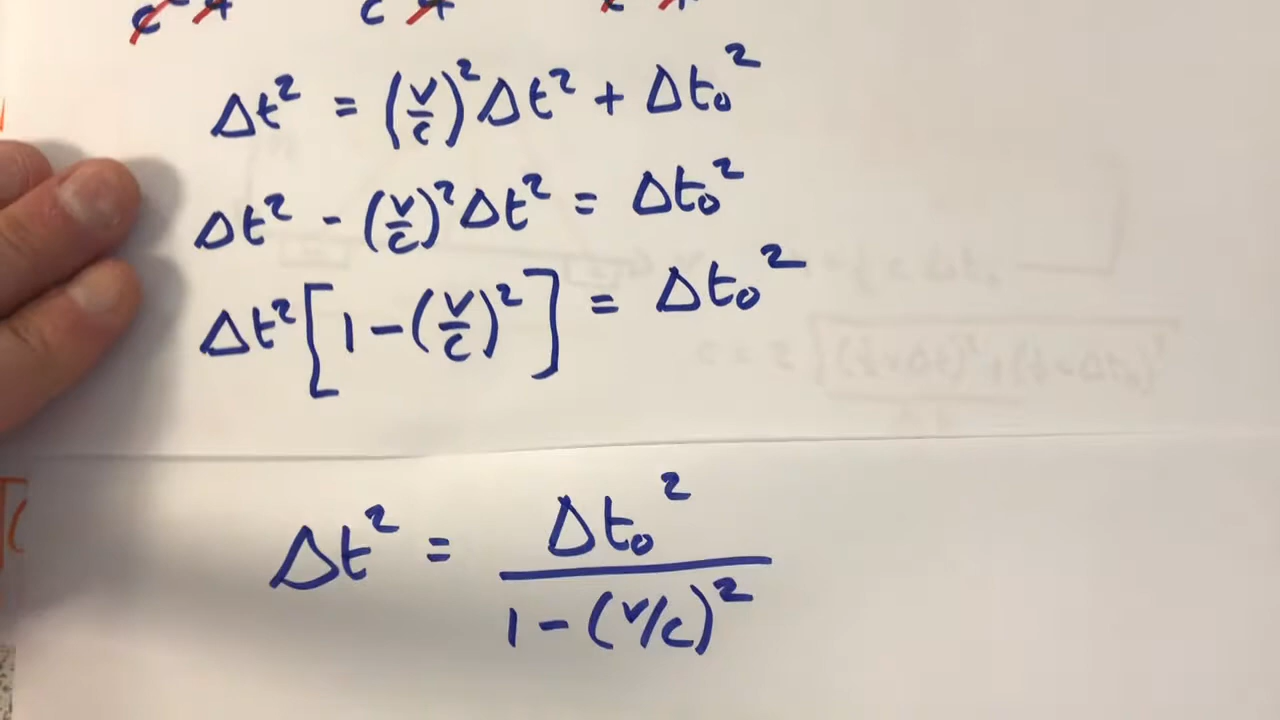 Δt² = (v/c)²Δt² + Δt₀²
Δt² - (v/c)²Δt² = Δt₀²
Δt²[1-(v/c)²] = Δt₀²
Δt² = Δt₀² / 1-(v/c)²